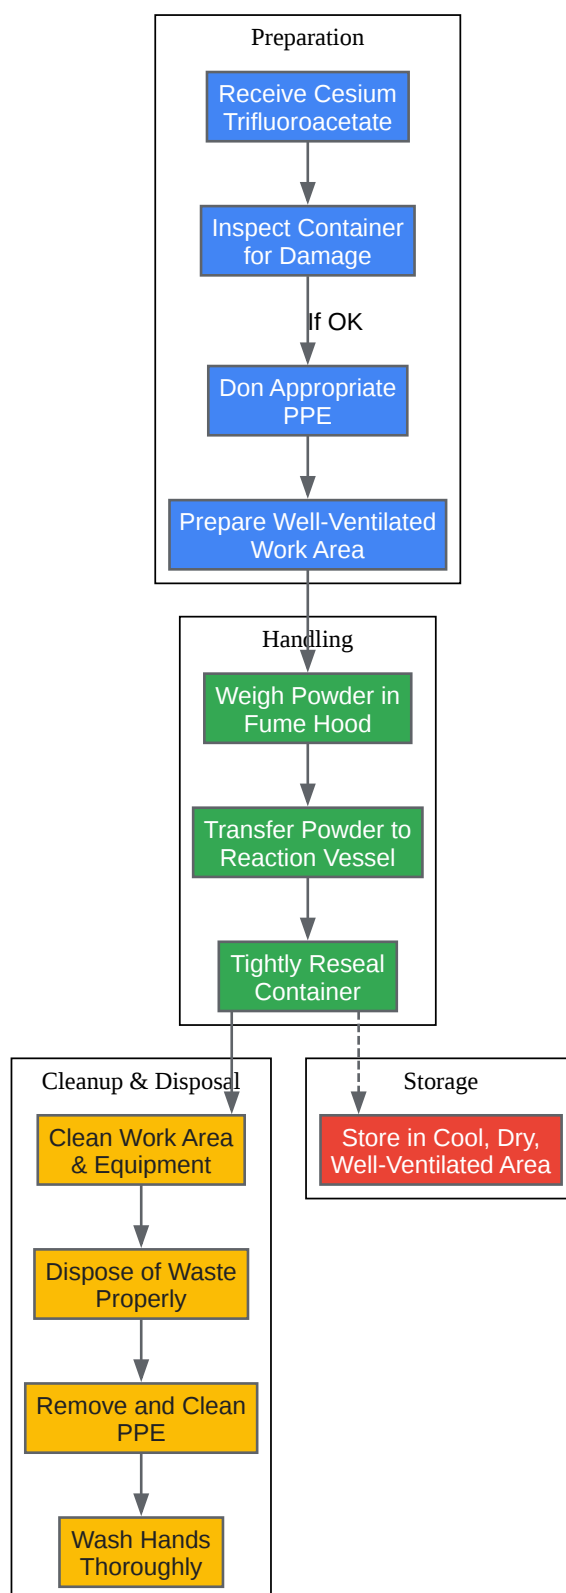 Preparation
Receive Cesium
Trifluoroacetate
Inspect Container
for Damage
If OK
Don Appropriate
PPE
Prepare Well-Ventilated
Work Area
Handling
Weigh Powder in
Fume Hood
Transfer Powder to
Reaction Vessel
Tightly Reseal
Container
Cleanup & Disposal
Clean Work Area
& Equipment
Dispose of Waste
Properly
Remove and Clean
PPE
Wash Hands
Thoroughly
Storage
Store in Cool, Dry,
Well-Ventilated Area